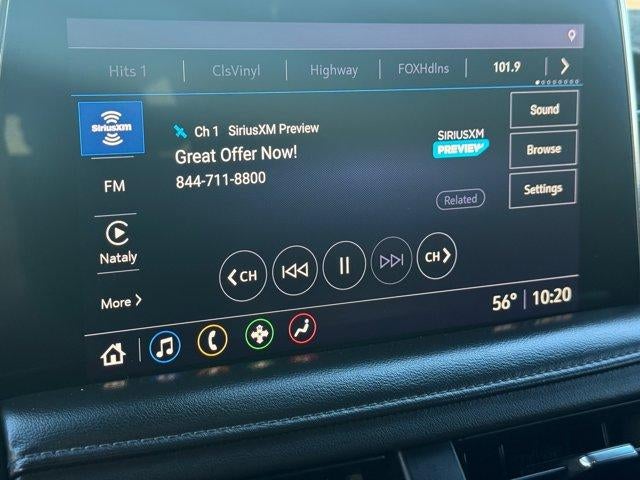 Hits 1 ClsVinyl Highway FOXHdlns 101.9
SiriusXM
Ch 1 SiriusXM Preview
Great Offer Now!
844-711-8800
SIRIUSXM
PREVIEW
Related
Sound
Browse
Settings
FM
Nataly
More
CH
CH
56° 10:20